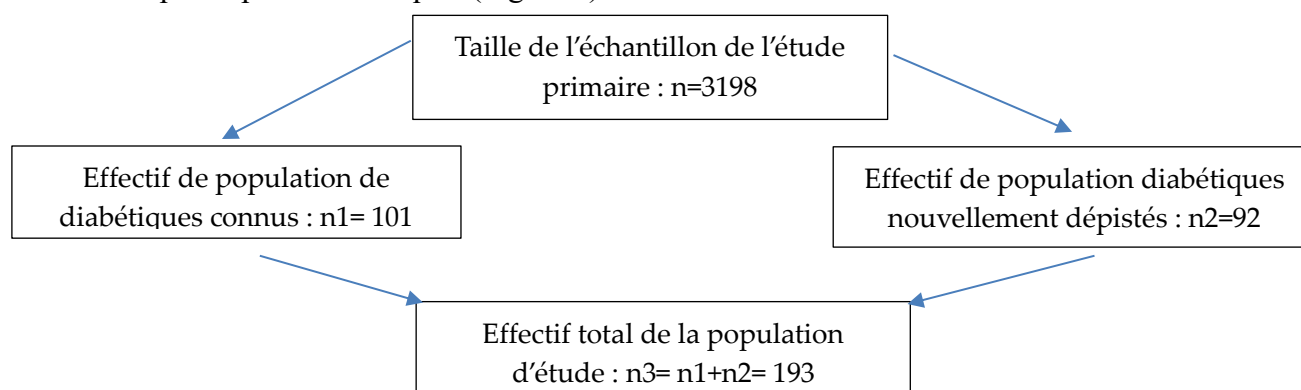 Taille de l’échantillon de l’étude
primaire : n=3198
Effectif de population de
diabétiques connus : n1= 101
Effectif de population diabétiques
nouvellement dépistés : n2=92
Effectif total de la population
d’étude : n3= n1+n2= 193